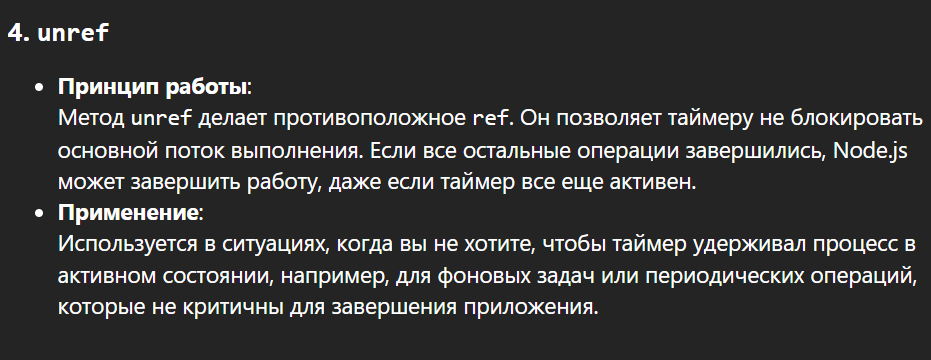 4. unref
• Принцип работы:
Метод unref делает противоположное ref. Он позволяет таймеру не блокировать
основной поток выполнения. Если все остальные операции завершились, Node.js
может завершить работу, даже если таймер все еще активен.
• Применение:
Используется в ситуациях, когда вы не хотите, чтобы таймер удерживал процесс в
активном состоянии, например, для фоновых задач или периодических операций,
которые не критичны для завершения приложения.